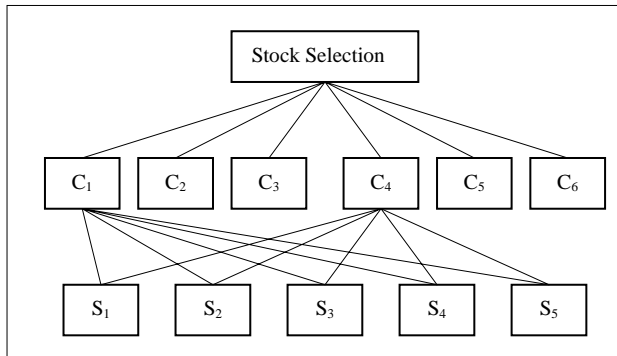 Stock Selection
C₁ C₂ C₃ C₄ C₅ C₆
S₁ S₂ S₃ S₄ S₅